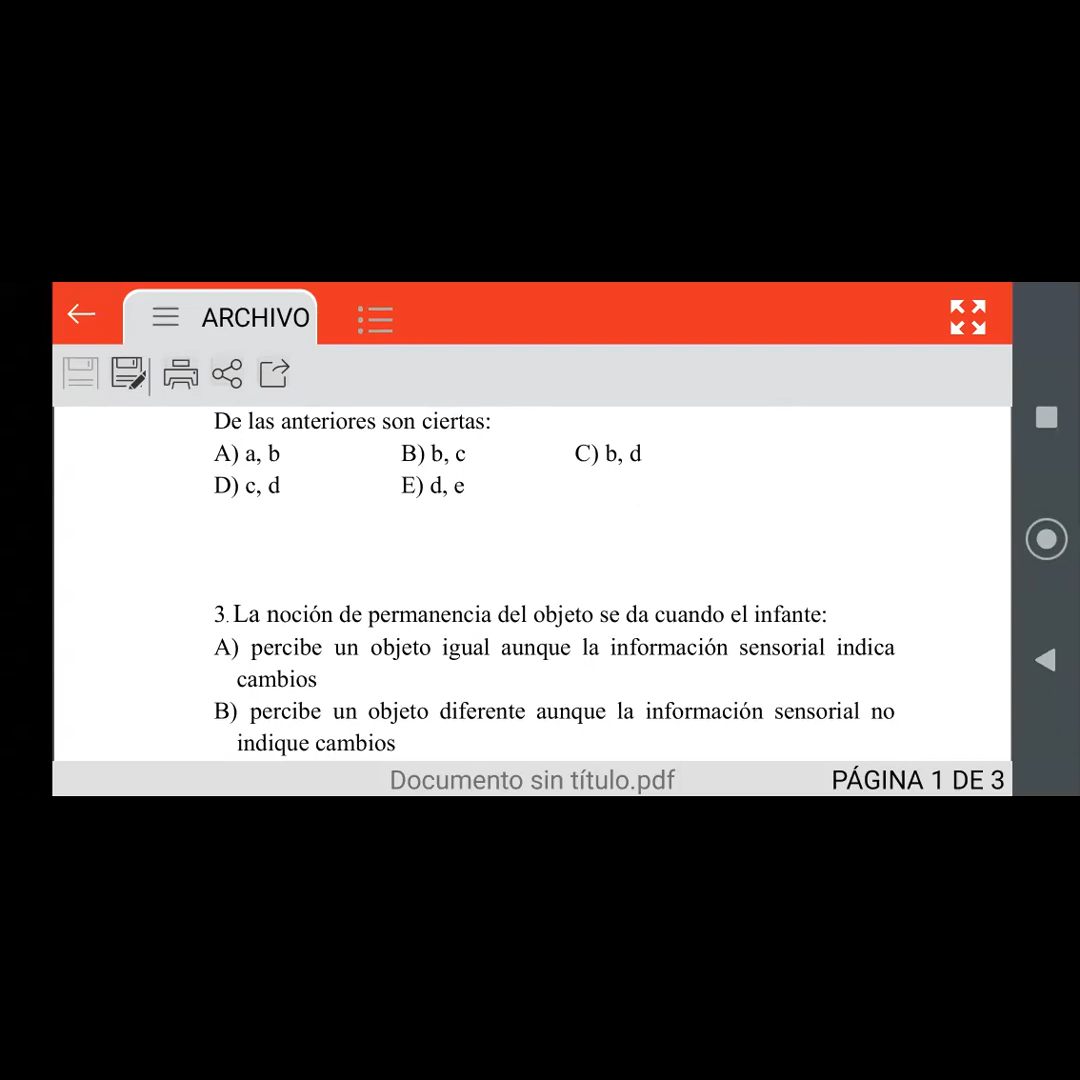 ARCHIVO
De las anteriores son ciertas:
A) a, b B) b, c C) b, d
D) c, d E) d, e
3. La noción de permanencia del objeto se da cuando el infante:
A) percibe un objeto igual aunque la información sensorial indica
cambios
B) percibe un objeto diferente aunque la información sensorial no
indique cambios
Documento sin título.pdf PÁGINA 1 DE 3